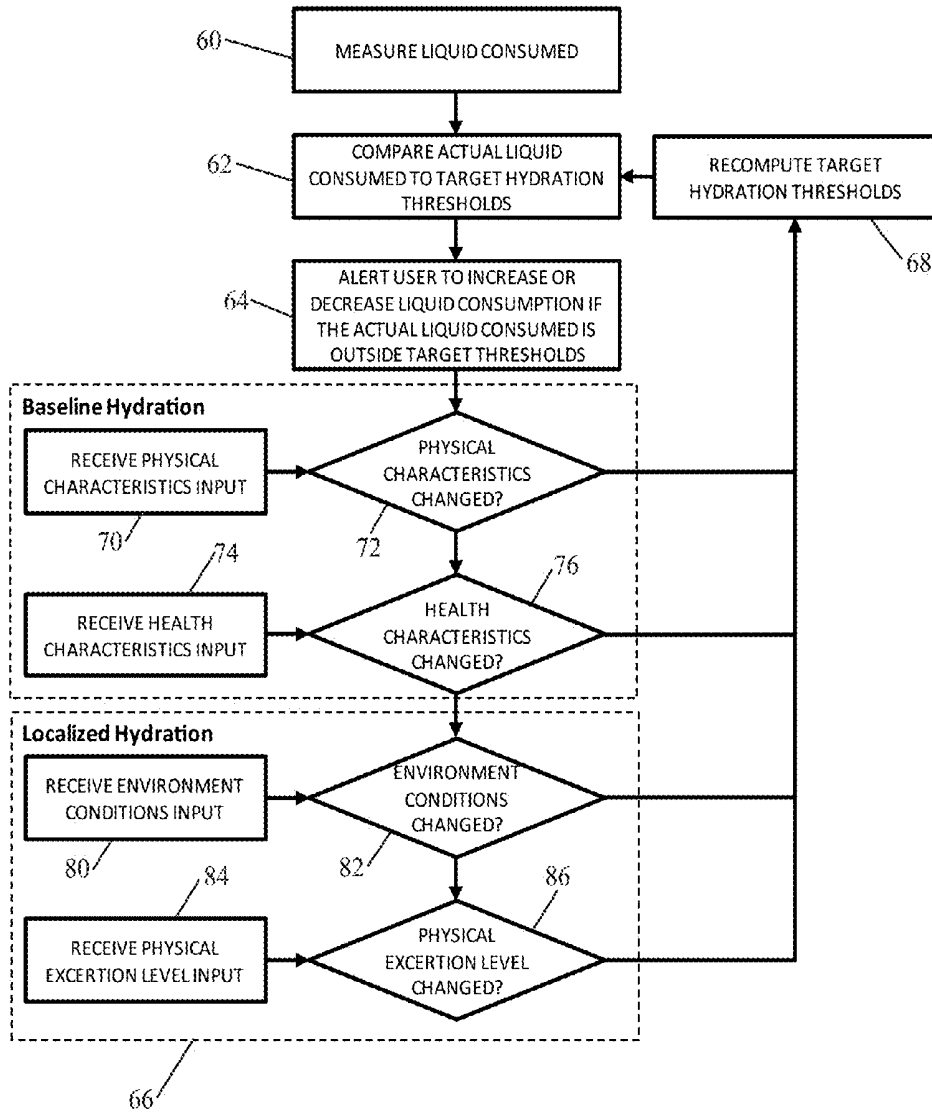 60
MEASURE LIQUID CONSUMED
62
COMPARE ACTUAL LIQUID
CONSUMED TO TARGET HYDRATION
THRESHOLDS
RECOMPUTE TARGET
HYDRATION THRESHOLDS
68
64
ALERT USER TO INCREASE OR
DECREASE LIQUID CONSUMPTION IF
THE ACTUAL LIQUID CONSUMED IS
OUTSIDE TARGET THRESHOLDS
Baseline Hydration
RECEIVE PHYSICAL
CHARACTERISTICS INPUT
70
PHYSICAL
CHARACTERISTICS
CHANGED?
72
74
RECEIVE HEALTH
CHARACTERISTICS INPUT
76
HEALTH
CHARACTERISTICS
CHANGED?
Localized Hydration
RECEIVE ENVIRONMENT
CONDITIONS INPUT
80
ENVIRONMENT
CONDITIONS
CHANGED?
82
84
RECEIVE PHYSICAL
EXCERTION LEVEL INPUT
86
PHYSICAL
EXCERTION LEVEL
CHANGED?
66